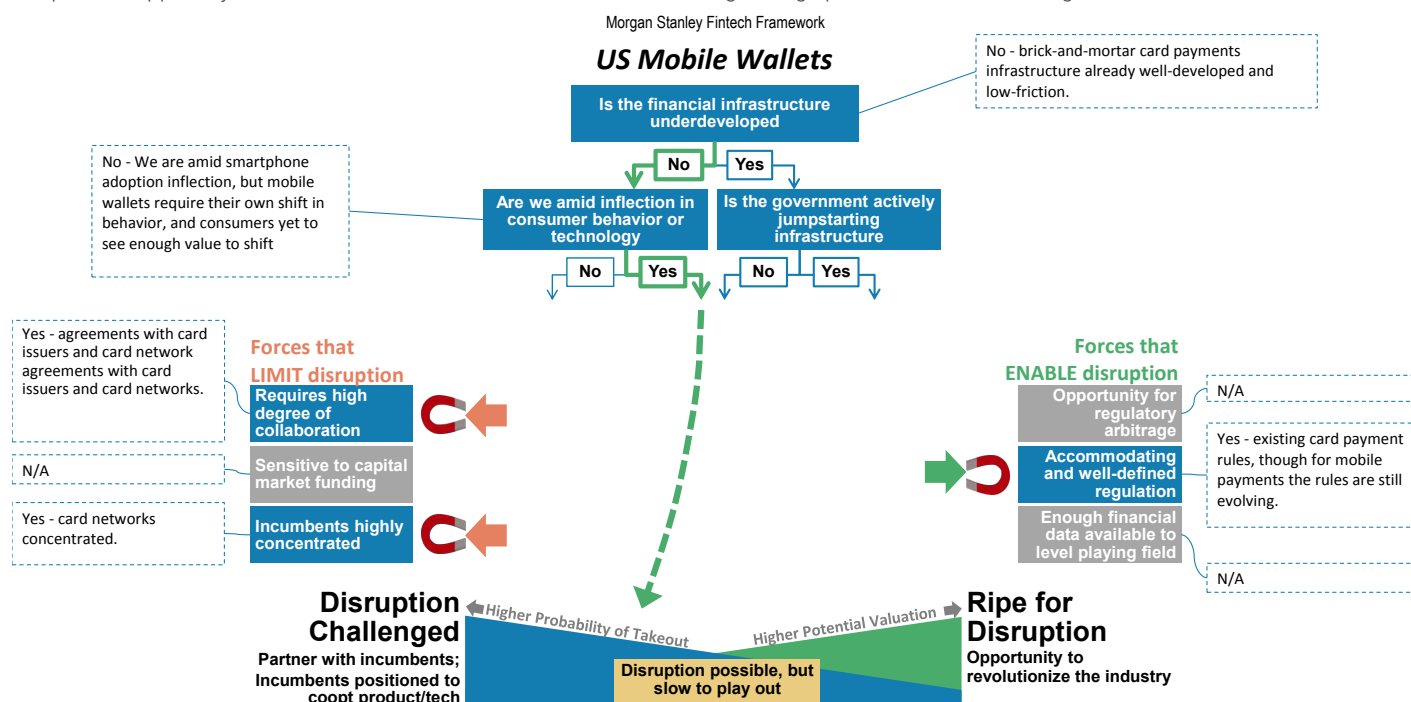 Morgan Stanley Fintech Framework
US Mobile Wallets
No - brick-and-mortar card payments
infrastructure already well-developed and
low-friction.
Is the financial infrastructure
underdeveloped
No
Yes
No - We are amid smartphone
adoption inflection, but mobile
wallets require their own shift in
behavior, and consumers yet to
see enough value to shift
Are we amid inflection in
consumer behavior or
technology
Is the government actively
jumpstarting
infrastructure
No
Yes
No
Yes
Yes - agreements with card
issuers and card network
agreements with card
issuers and card networks.
Forces that
LIMIT disruption
Requires high
degree of
collaboration
N/A
Sensitive to capital
market funding
Yes - card networks
concentrated.
Incumbents highly
concentrated
Forces that
ENABLE disruption
Opportunity for
regulatory
arbitrage
N/A
Accommodating
and well-defined
regulation
Yes - existing card payment
rules, though for mobile
payments the rules are still
evolving.
Enough financial
data available to
level playing field
N/A
Disruption
Challenged
Partner with incumbents;
Incumbents positioned to
coopt product/tech
Higher Probability of Takeout
Higher Potential Valuation
Disruption possible, but
slow to play out
Ripe for
Disruption
Opportunity to
revolutionize the industry